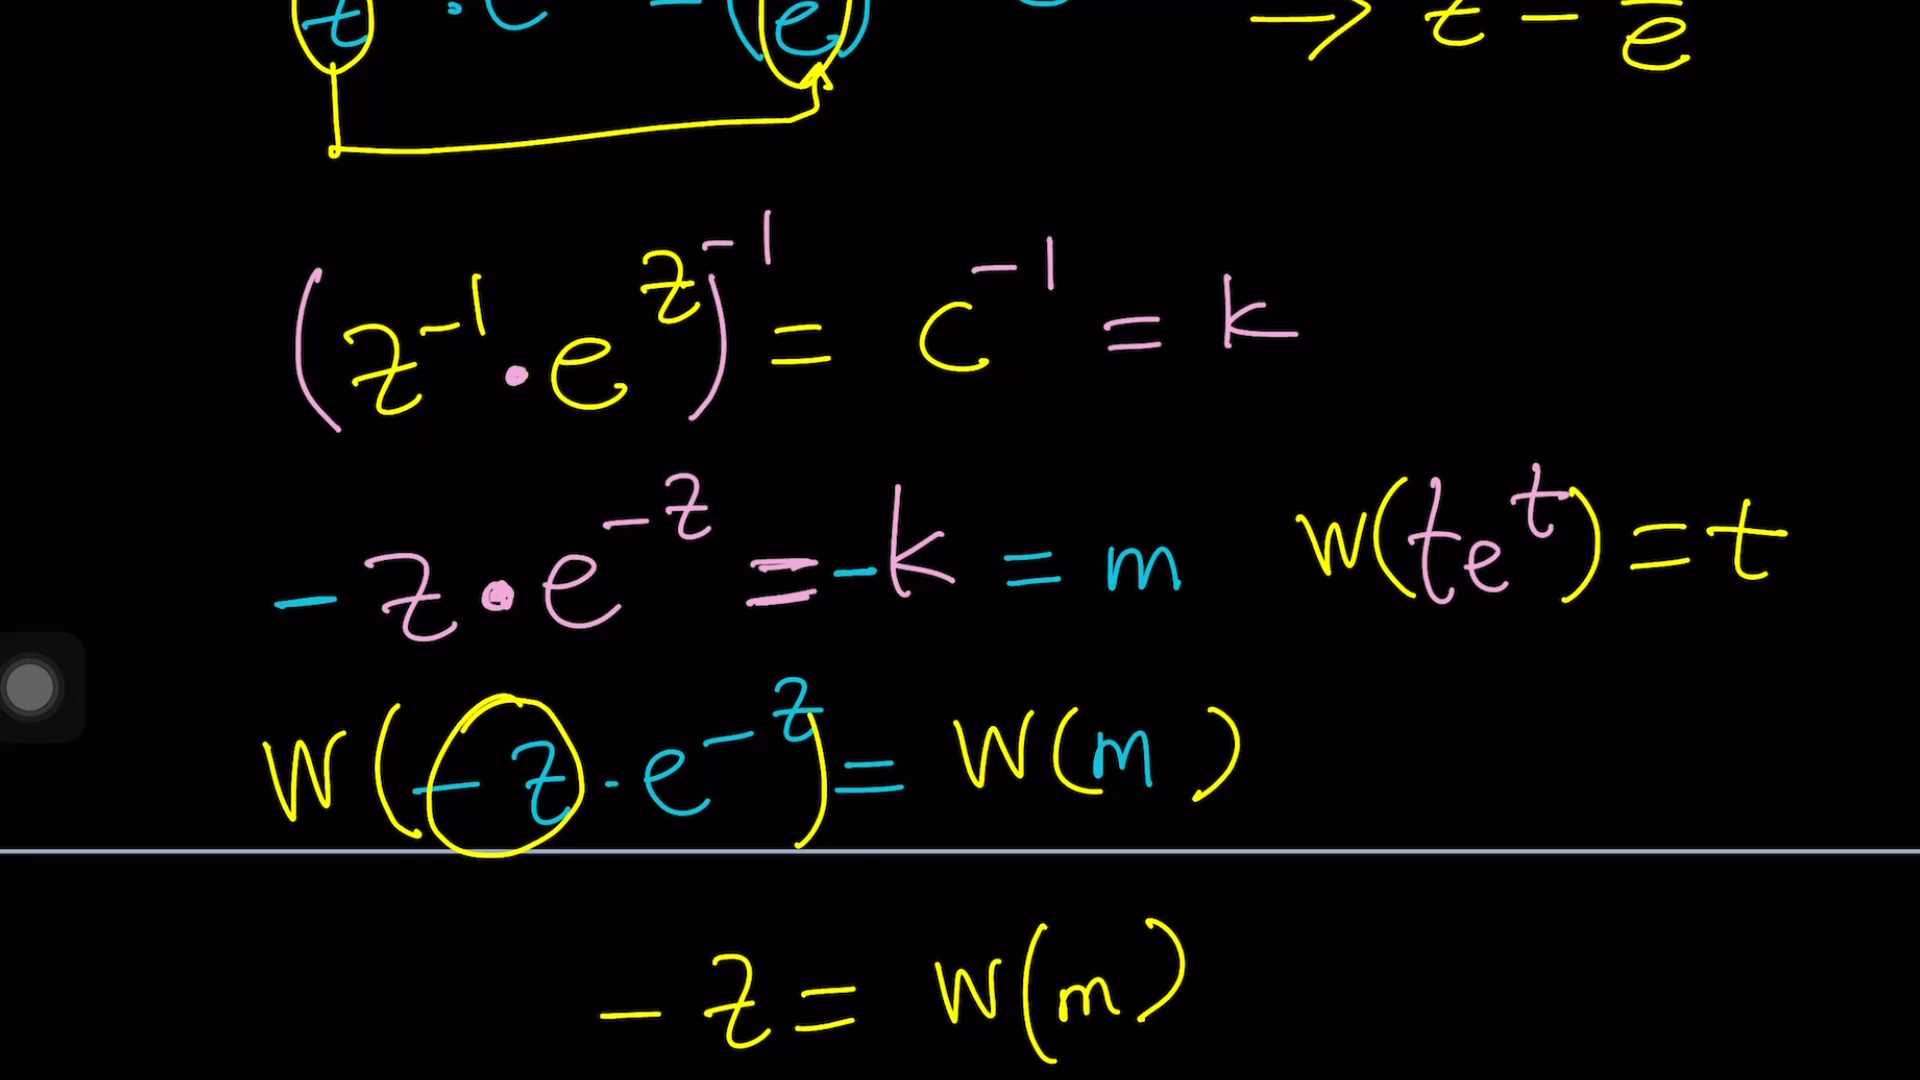 (z⁻¹ · e^z)⁻¹ = c⁻¹ = k
-z · e^-z = -k = m   W(te^t) = t
W(-z · e^-z) = W(m)
-z = W(m)